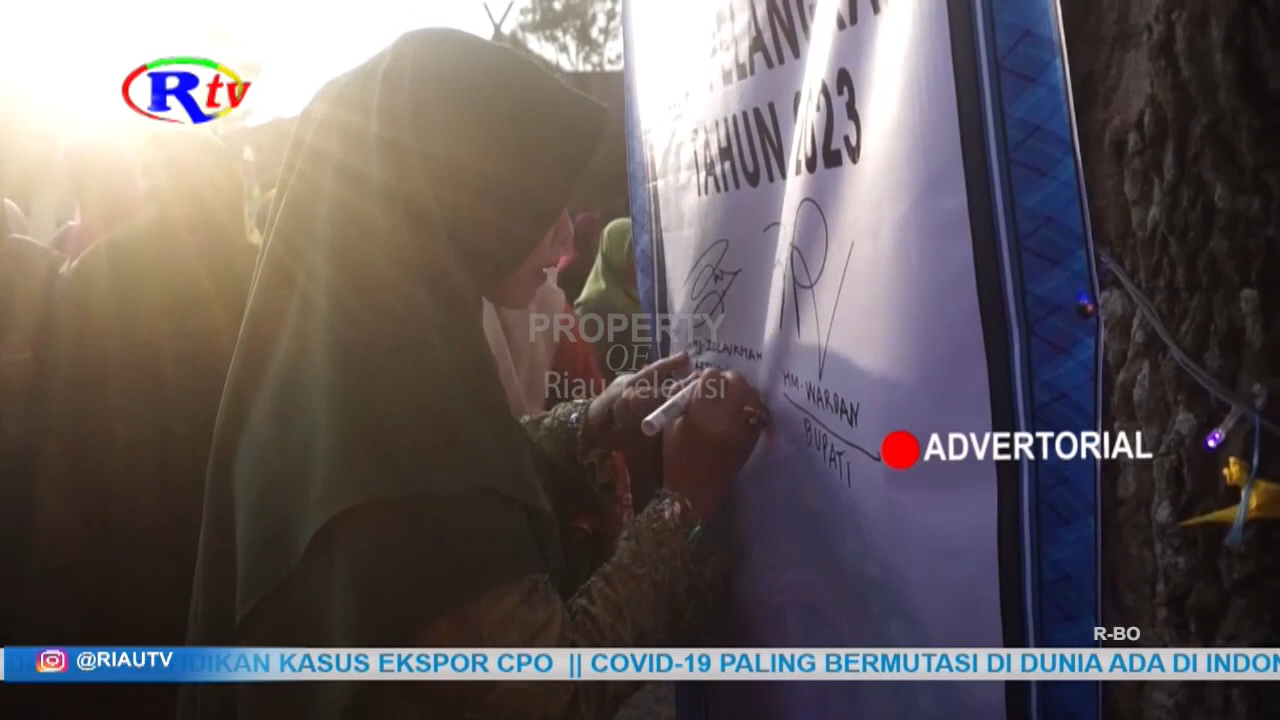 Rtv
TAHUN 2023
PROPERTY
OF
Riau Televisi
HM. WARDAN
BUPATI
ADVERTORIAL
R-BO
@RIAUTV
DIKAN KASUS EKSPOR CPO || COVID-19 PALING BERMUTASI DI DUNIA ADA DI INDON